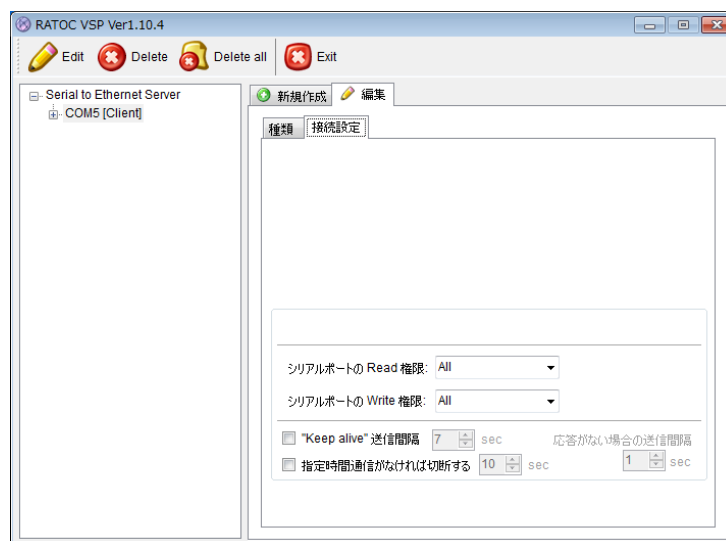 RATOC VSP Ver1.10.4
Edit Delete Delete all Exit
Serial to Ethernet Server
COM5 [Client]
新規作成 編集
種類 接続設定
シリアルポートの Read 権限: All
シリアルポートの Write 権限: All
"Keep alive" 送信間隔 7 sec 応答がない場合の送信間隔
指定時間通信がなければ切断する 10 sec 1 sec